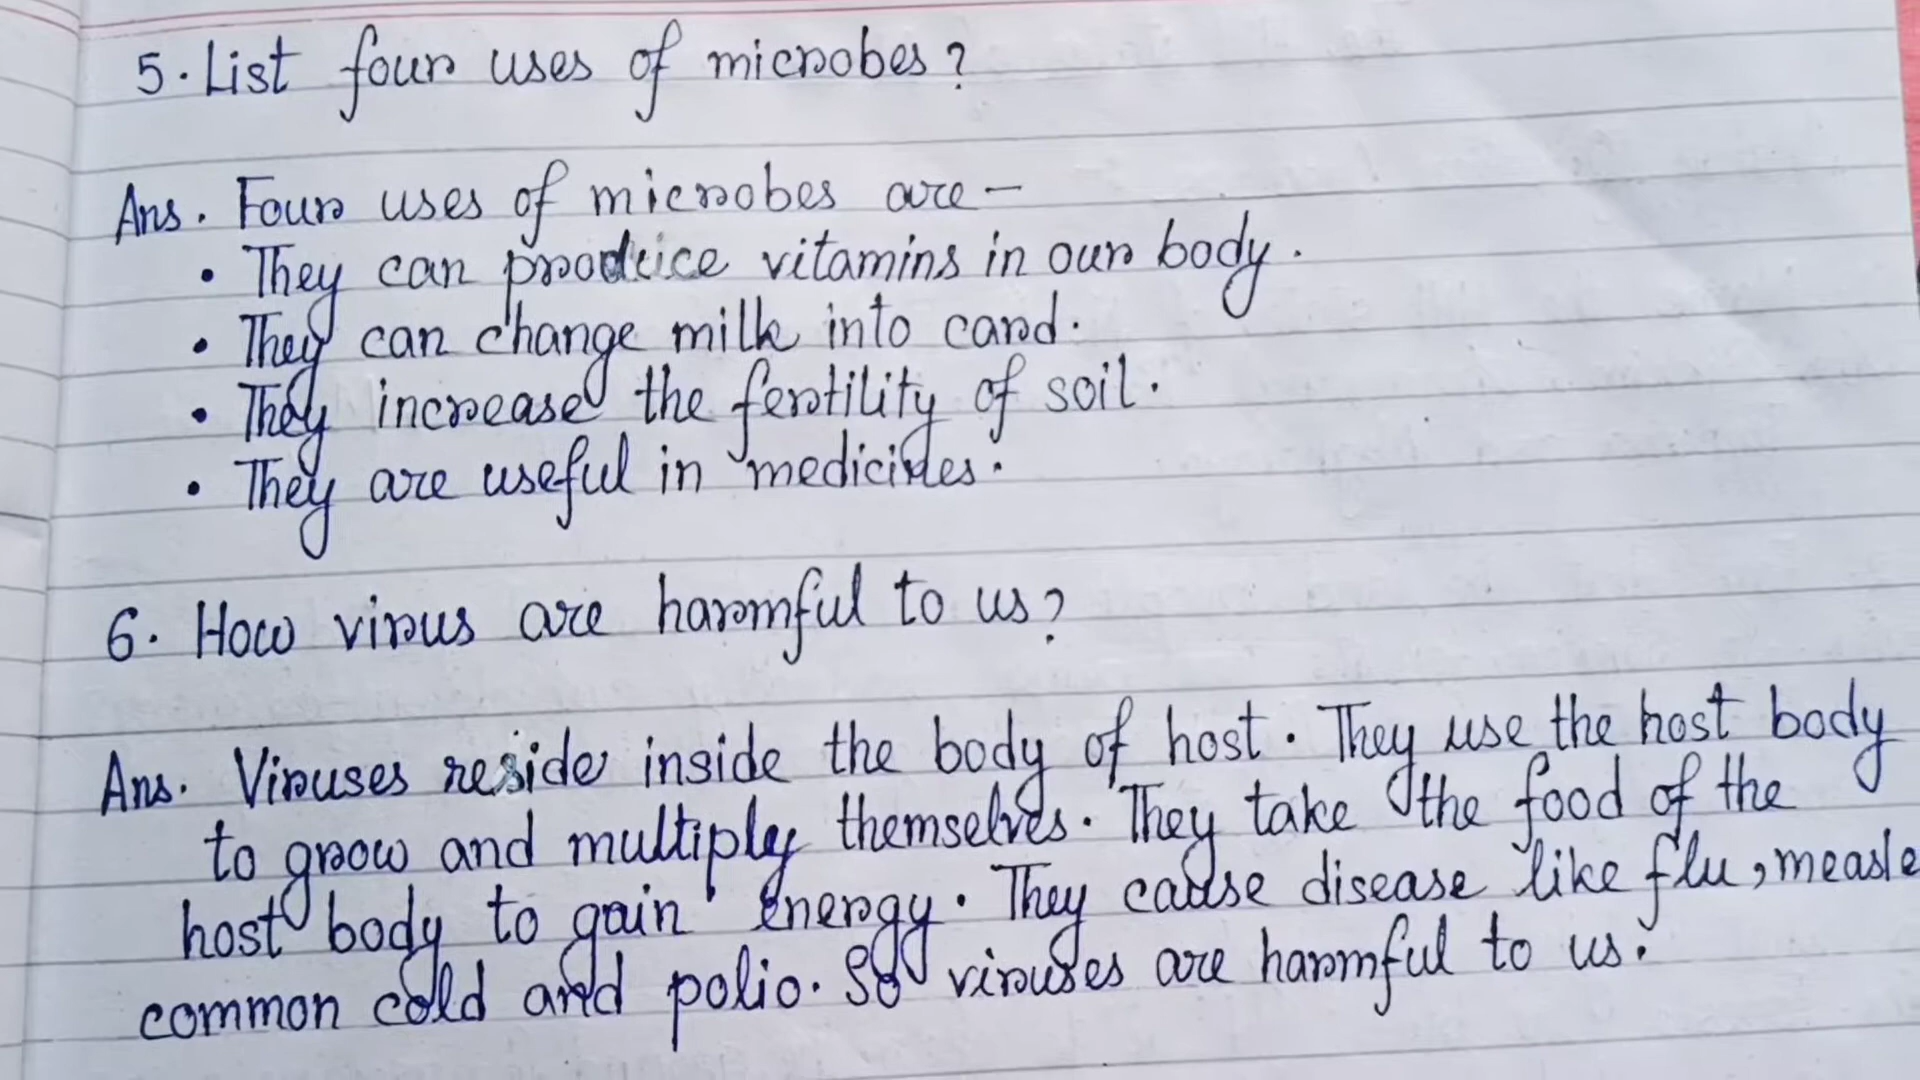 5. List four uses of microbes?
Ans. Four uses of microbes are -
• They can produce vitamins in our body.
• They can change milk into card.
• They increase the fertility of soil.
• They are useful in medicines.
6. How virus are harmful to us?
Ans. Viruses reside inside the body of host. They use the host body
to grow and multiply themselves. They take the food of the
host body to gain energy. They cause disease like flu, measle
common cold and polio. So viruses are harmful to us.